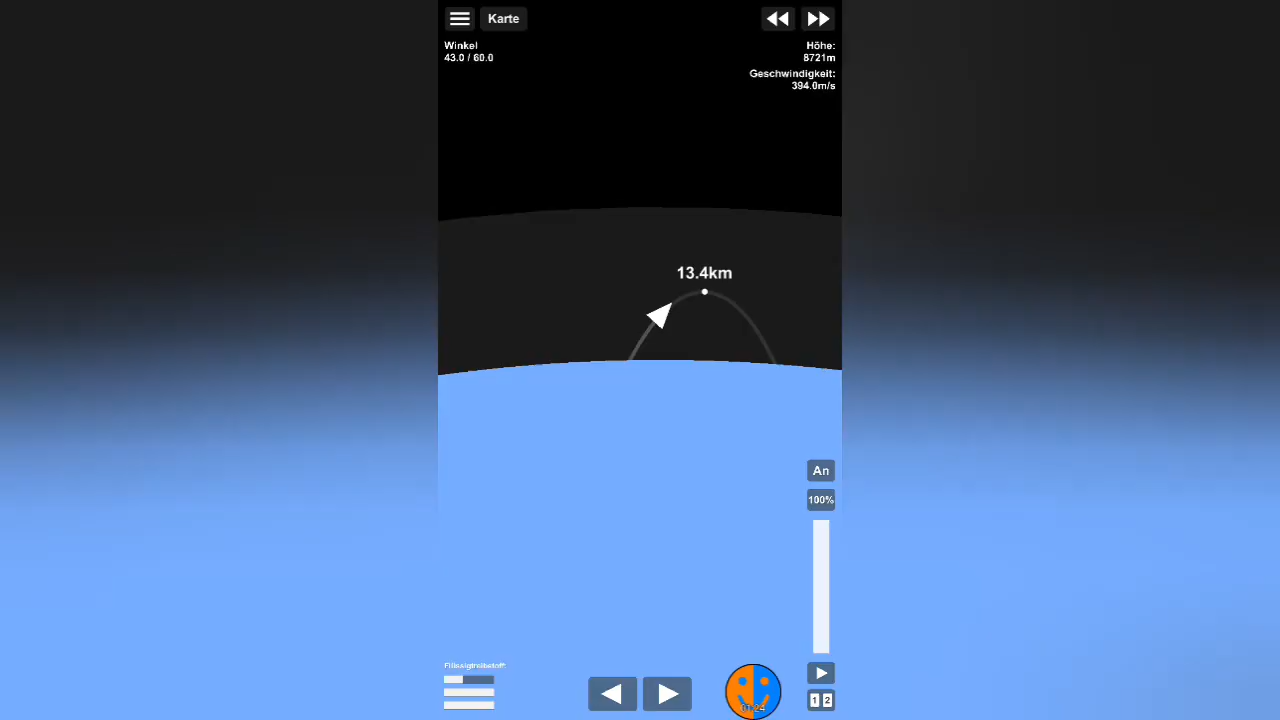 Karte
Winkel
43.0 / 60.0
Höhe:
8721m
Geschwindigkeit:
394.0m/s
13.4km
An
100%
1 2